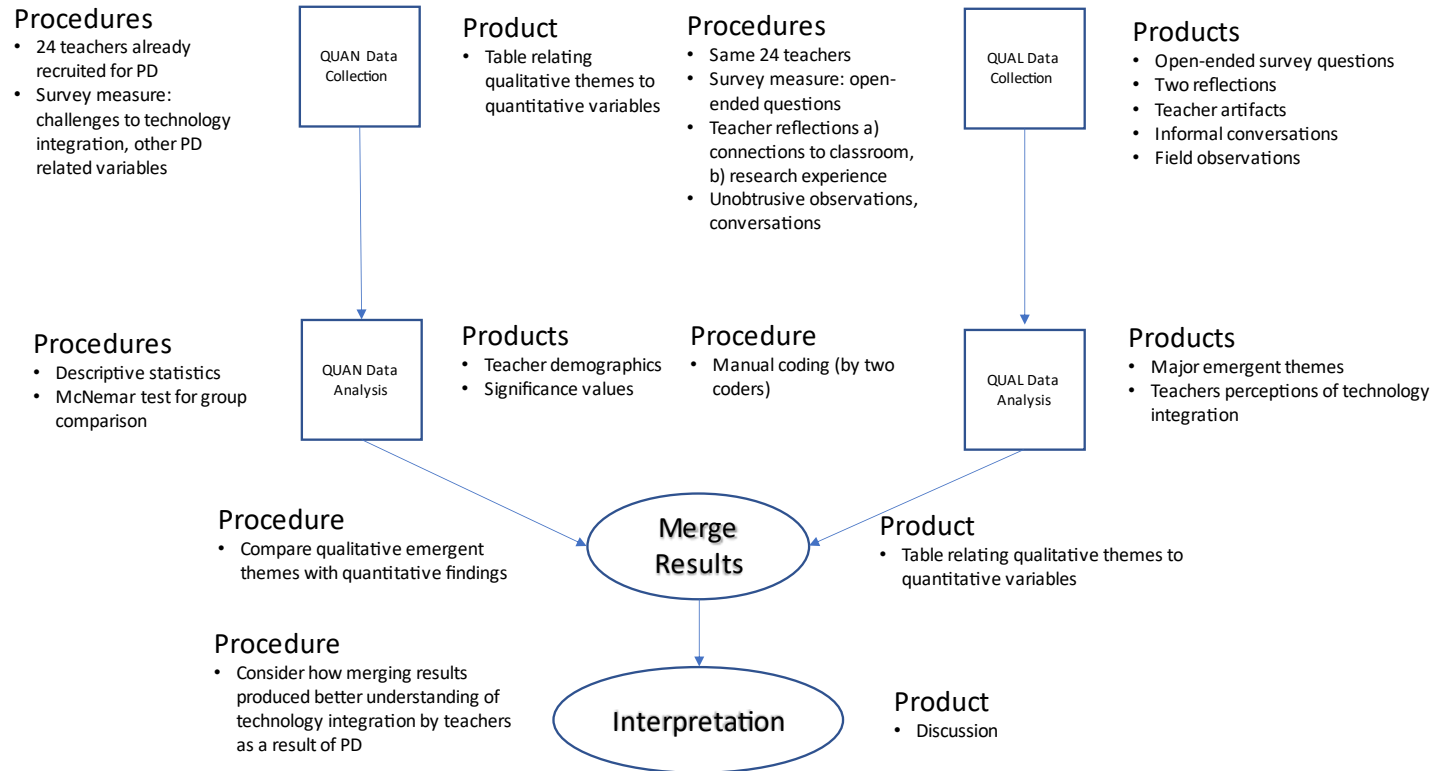 Procedures
• 24 teachers already
recruited for PD
• Survey measure:
challenges to technology
integration, other PD
related variables
QUAN Data
Collection
Product
• Table relating
qualitative themes to
quantitative variables
Procedures
• Same 24 teachers
• Survey measure: open-
ended questions
• Teacher reflections a)
connections to classroom,
b) research experience
• Unobtrusive observations,
conversations
QUAL Data
Collection
Products
• Open-ended survey questions
• Two reflections
• Teacher artifacts
• Informal conversations
• Field observations
Procedures
• Descriptive statistics
• McNemar test for group
comparison
QUAN Data
Analysis
Products
• Teacher demographics
• Significance values
Procedure
• Manual coding (by two
coders)
QUAL Data
Analysis
Products
• Major emergent themes
• Teachers perceptions of technology
integration
Procedure
• Compare qualitative emergent
themes with quantitative findings
Merge
Results
Product
• Table relating qualitative themes to
quantitative variables
Procedure
• Consider how merging results
produced better understanding of
technology integration by teachers
as a result of PD
Interpretation
Product
• Discussion